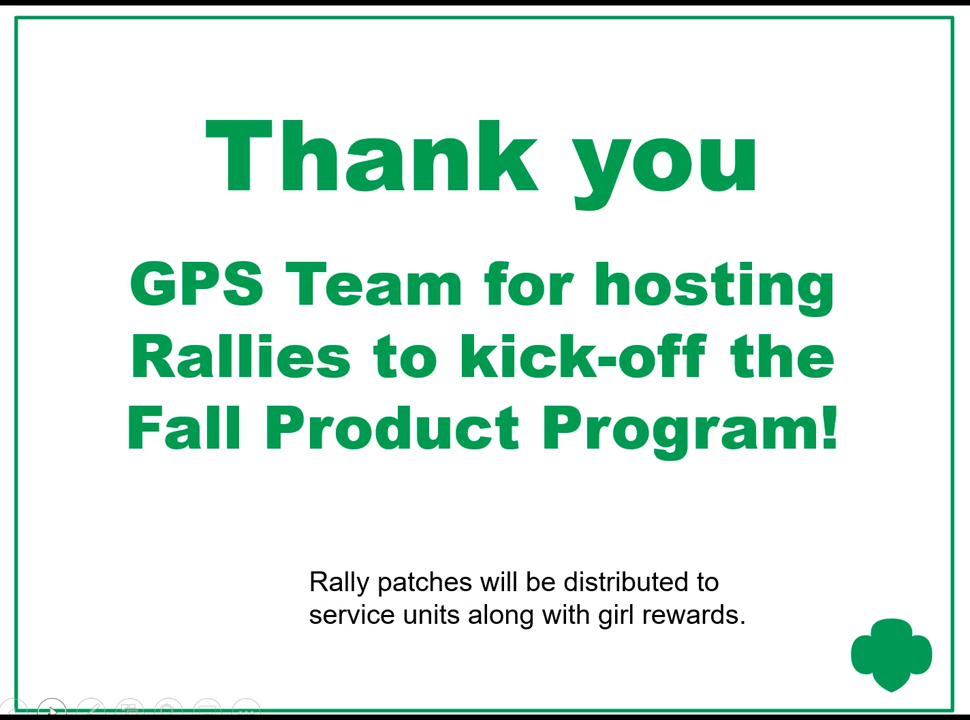 Thank you
GPS Team for hosting
Rallies to kick-off the
Fall Product Program!
Rally patches will be distributed to
service units along with girl rewards.